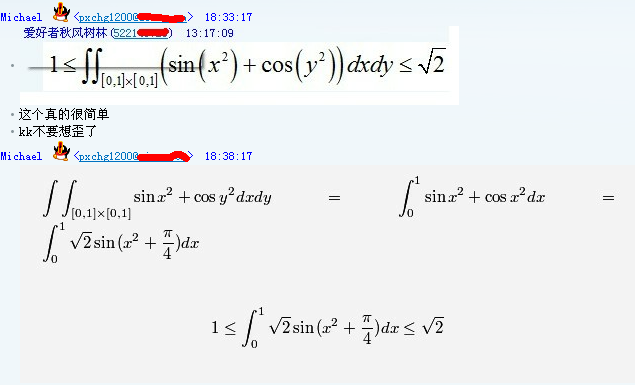 Michael <pxchg1200@ > 18:33:17
爱好者秋风树林(5221 ) 13:17:09
1≤∬_{[0,1]×[0,1]}(sin(x²)+cos(y²))dxdy≤√2
这个真的很简单
kk不要想歪了
Michael <pxchg1200@ > 18:38:17
∫∫_{[0,1]×[0,1]} sin x² + cos y² dxdy = ∫_0^1 sin x² + cos x² dx =
∫_0^1 √2 sin(x² + π/4)dx
1 ≤ ∫_0^1 √2 sin(x² + π/4)dx ≤ √2